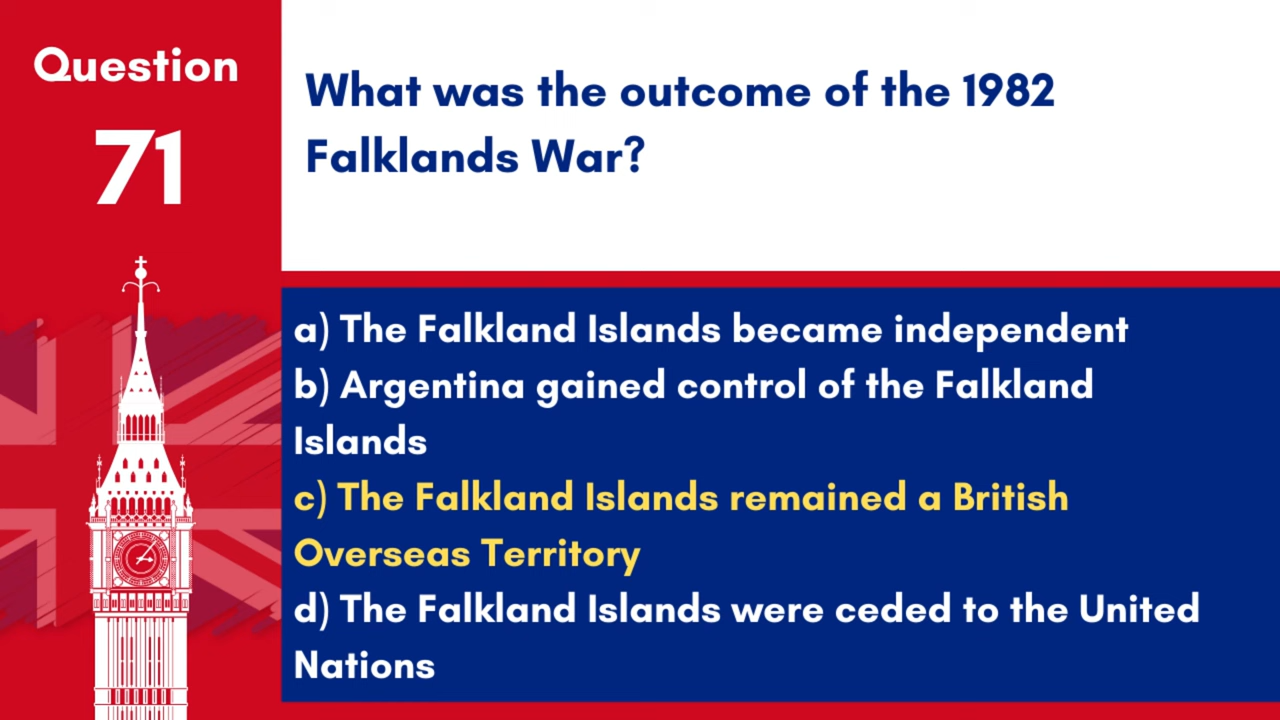 Question
71
What was the outcome of the 1982
Falklands War?
a) The Falkland Islands became independent
b) Argentina gained control of the Falkland
Islands
c) The Falkland Islands remained a British
Overseas Territory
d) The Falkland Islands were ceded to the United
Nations